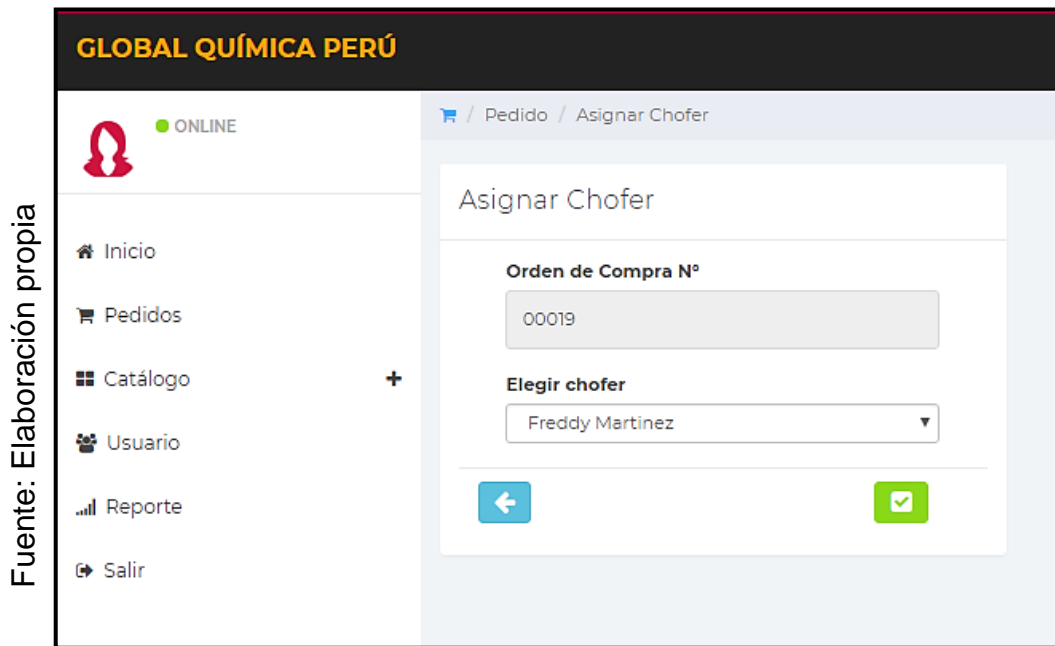 GLOBAL QUÍMICA PERÚ
ONLINE
Inicio
Pedidos
Catálogo +
Usuario
Reporte
Salir
/ Pedido / Asignar Chofer
Asignar Chofer
Orden de Compra Nº
00019
Elegir chofer
Freddy Martinez
Fuente: Elaboración propia